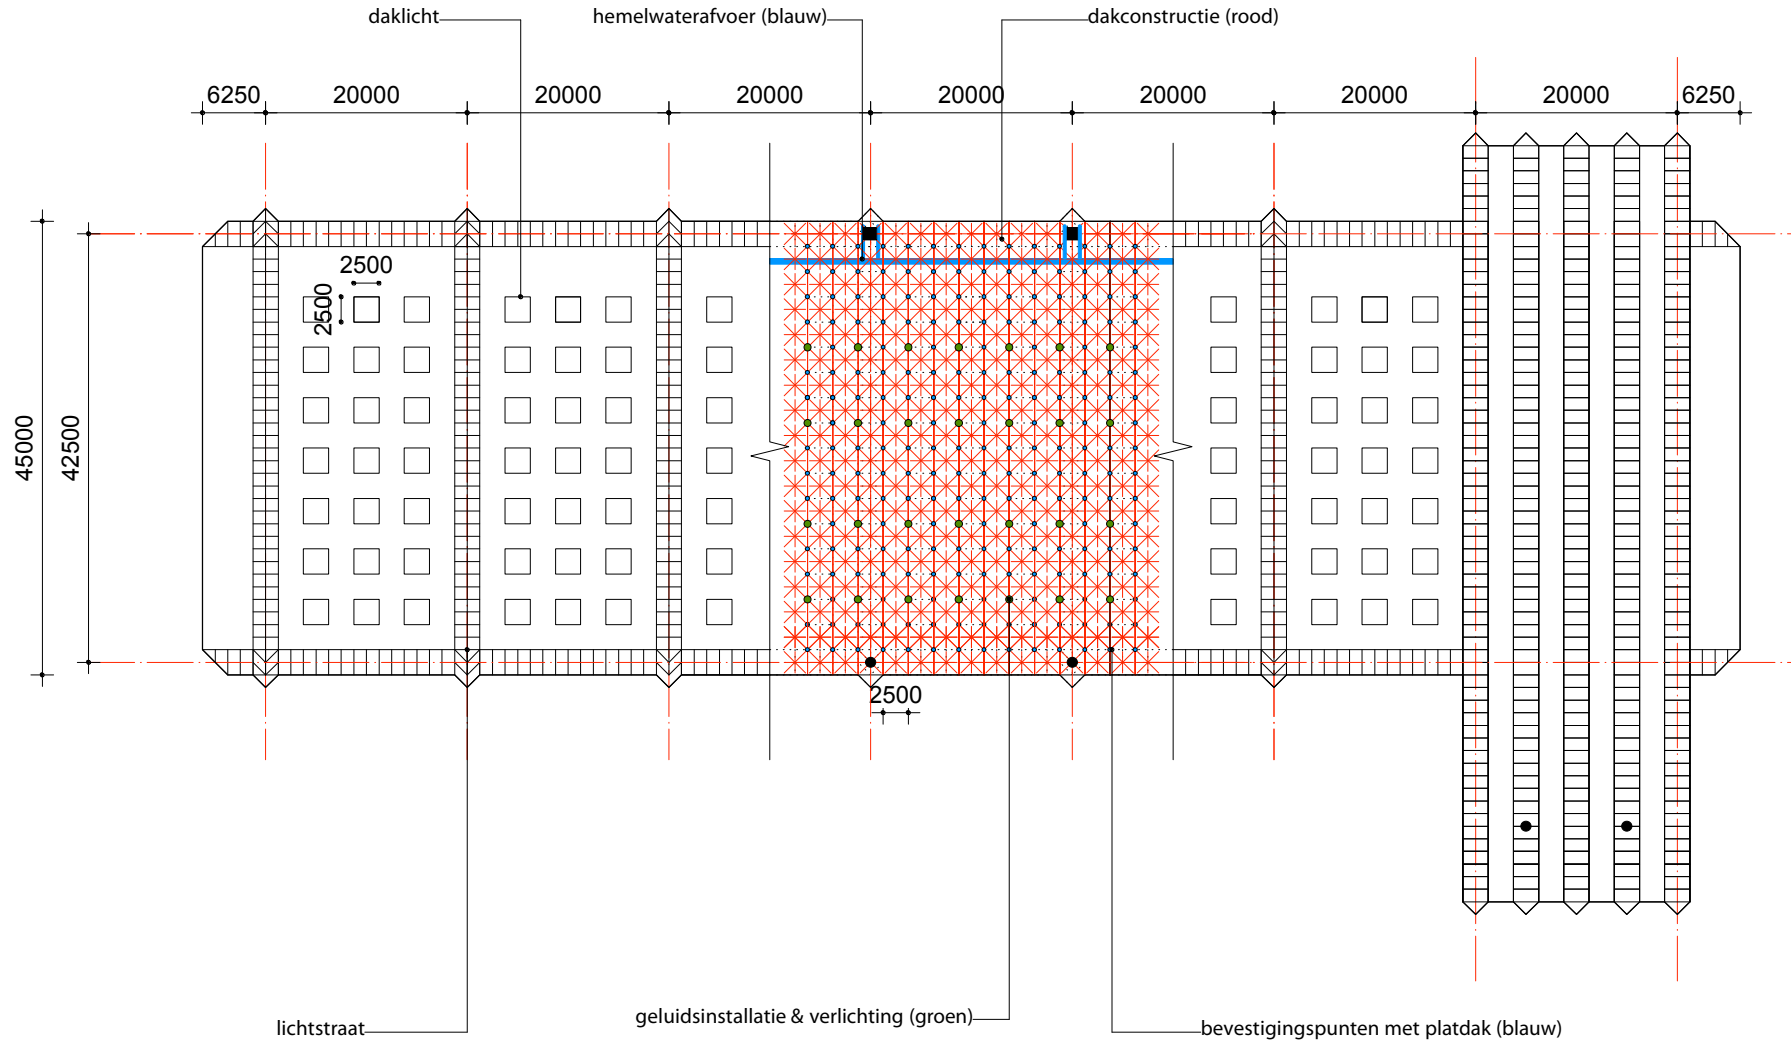 daklicht
hemelwaterafvoer (blauw)
dakconstructie (rood)
6250
20000
20000
20000
20000
20000
20000
20000
6250
2500
2500
45000
42500
2500
geluidsinstallatie & verlichting (groen)
lichtstraat
bevestigingspunten met platdak (blauw)